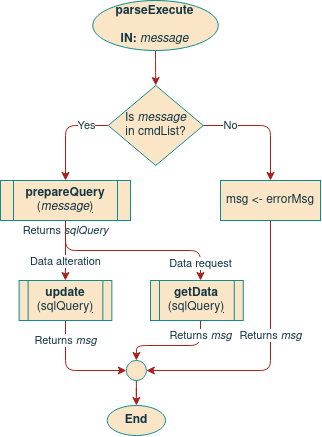 parseExecute
IN: message
Is message
in cmdList?
Yes
No
prepareQuery
(message)
msg <- errorMsg
Returns sqlQuery
Data alteration
Data request
update
(sqlQuery)
getData
(sqlQuery)
Returns msg
Returns msg
Returns msg
End